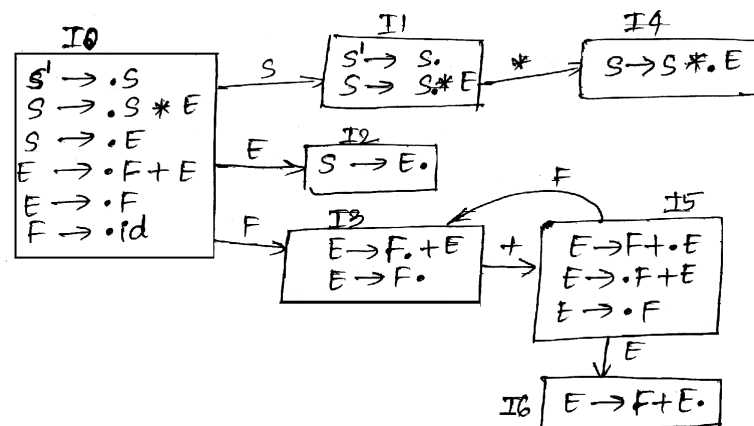 I0
S' → .S
S → .S * E
S → .E
E → .F + E
E → .F
F → .id
S
I1
S' → S.
S → S.* E
*
I4
S → S *. E
E
I2
S → E.
F
I3
E → F. + E
E → F.
F
+
I5
E → F + .E
E → .F + E
E → .F
E
I6
E → F + E.